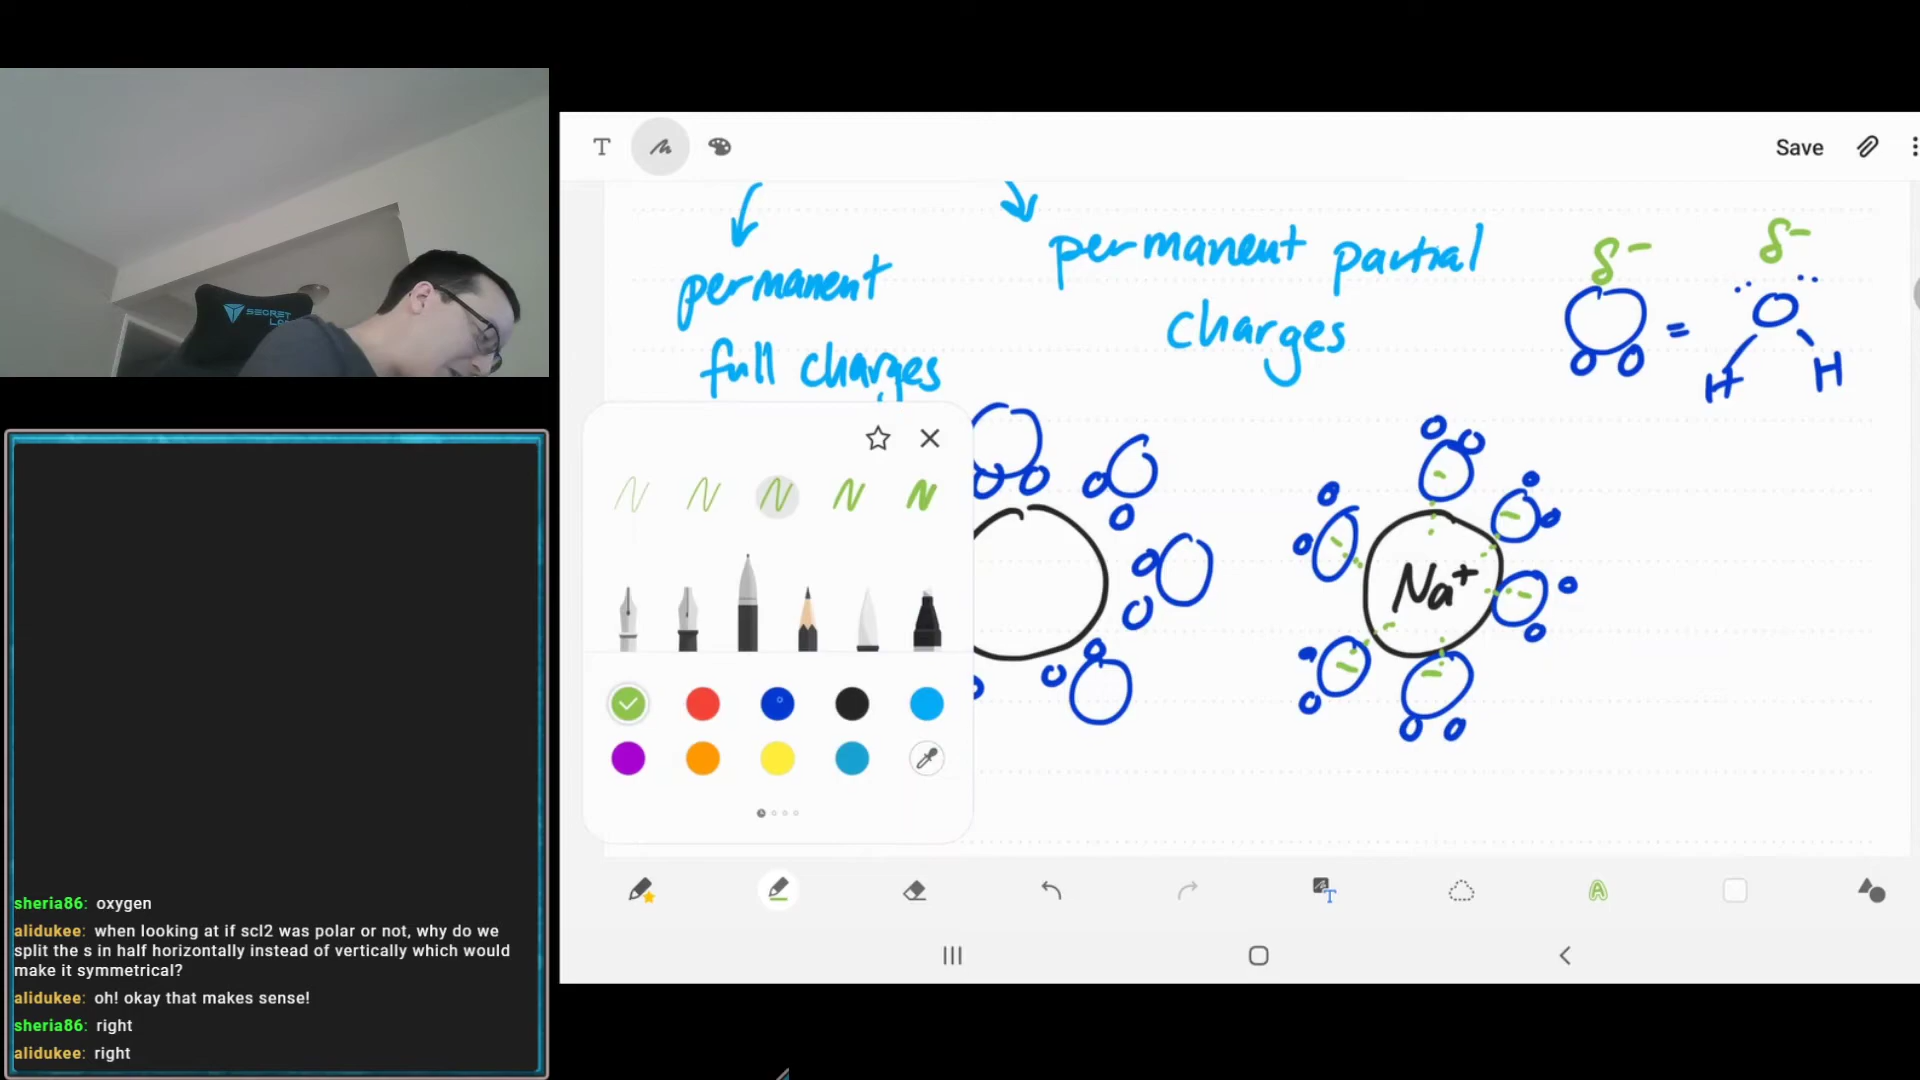 T
Save
permanent
full charges
permanent partial
charges
δ-
=
δ-
O
H
H
Na+
SECRET
sheria86: oxygen
alidukee: when looking at if scl2 was polar or not, why do we
split the s in half horizontally instead of vertically which would
make it symmetrical?
alidukee: oh! okay that makes sense!
sheria86: right
alidukee: right